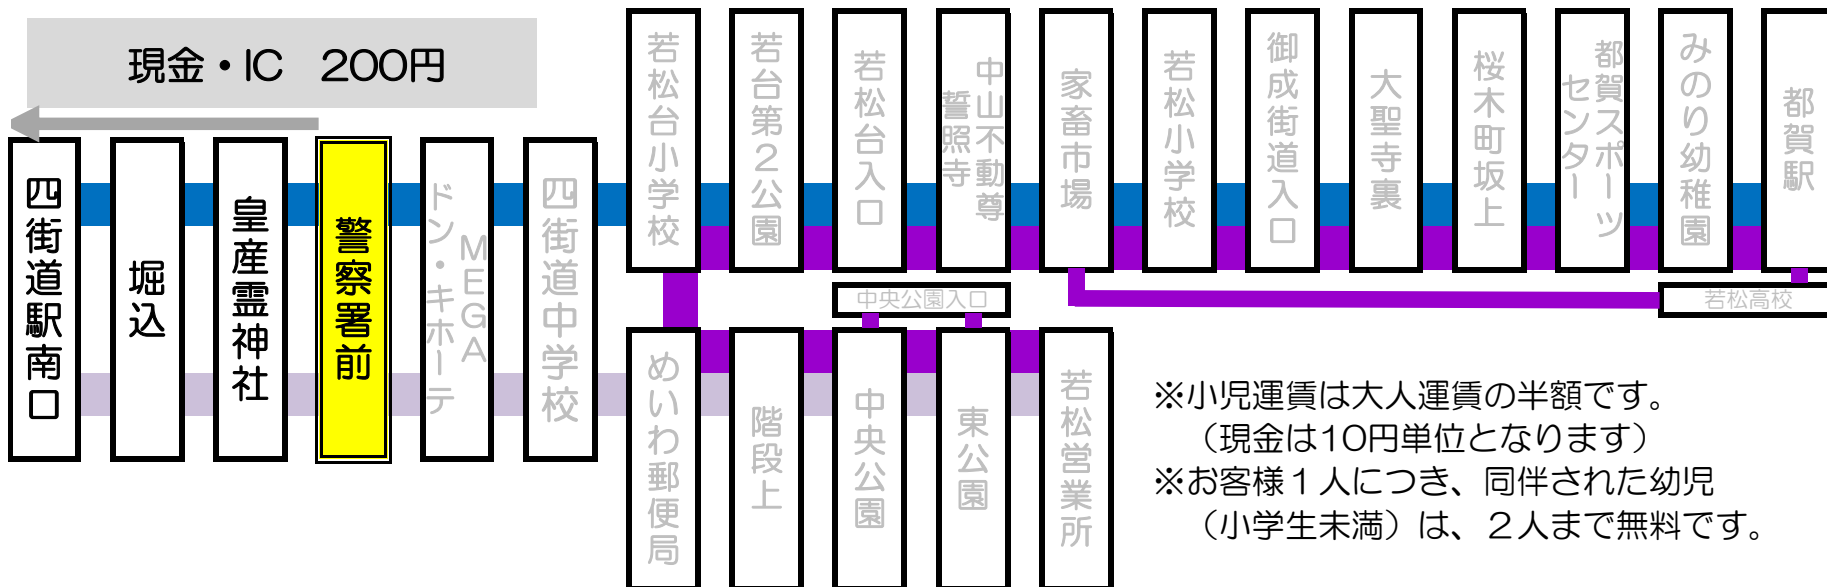 現金・IC　200円
四街道駅南口
堀込
皇産霊神社
警察署前
MEGA
ドン・キホーテ
四街道中学校
若松台小学校
若台第2公園
若松台入口
中山不動尊
誓照寺
家畜市場
若松小学校
御成街道入口
大聖寺裏
桜木町坂上
都賀スポーツ
センター
みのり幼稚園
都賀駅
中央公園入口
若松高校
めいわ郵便局
階段上
中央公園
東公園
若松営業所
※小児運賃は大人運賃の半額です。
（現金は10円単位となります）
※お客様１人につき、同伴された幼児
（小学生未満）は、２人まで無料です。